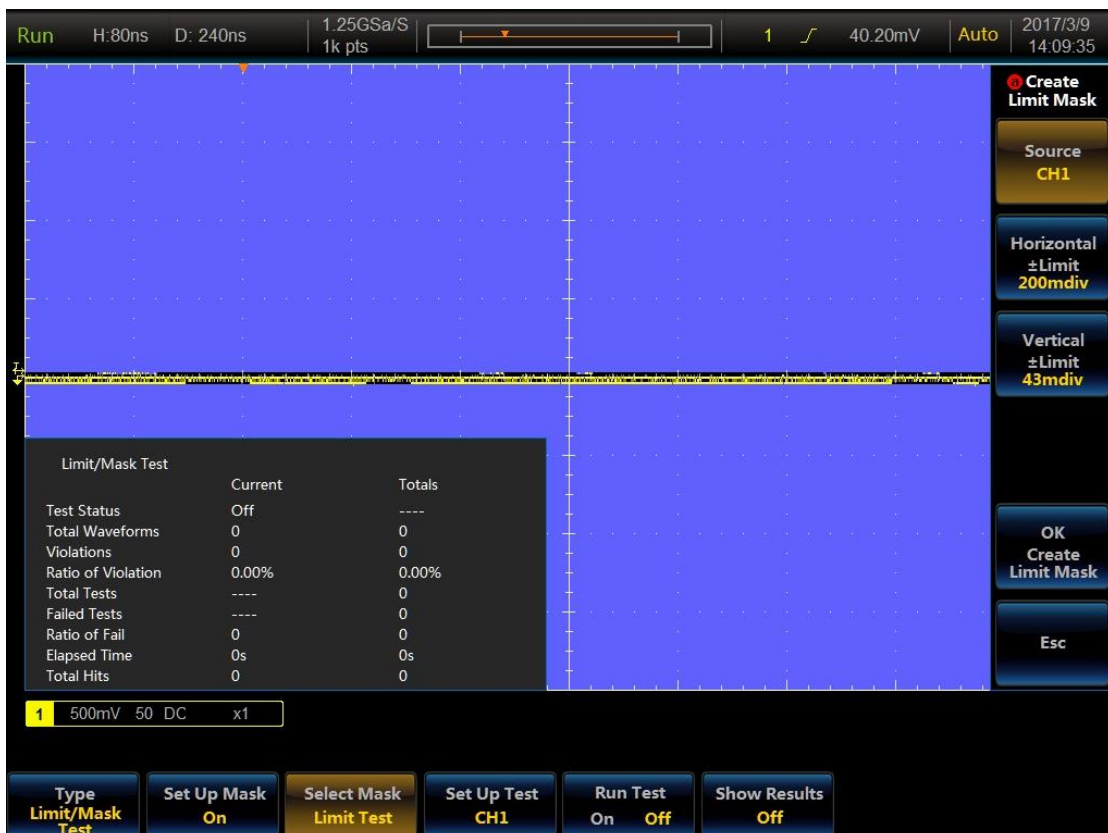 Run H:80ns D: 240ns 1.25GSa/S 1k pts 1 40.20mV Auto 2017/3/9 14:09:35
a Create
Limit Mask
Source
CH1
Horizontal
±Limit
200mdiv
Vertical
±Limit
43mdiv
OK
Create
Limit Mask
Esc
Limit/Mask Test
Current Totals
Test Status Off ----
Total Waveforms 0 0
Violations 0 0
Ratio of Violation 0.00% 0.00%
Total Tests ---- 0
Failed Tests ---- 0
Ratio of Fail 0 0
Elapsed Time 0s 0s
Total Hits 0 0
1 500mV 50 DC x1
Type
Limit/Mask
Test
Set Up Mask
On
Select Mask
Limit Test
Set Up Test
CH1
Run Test
On Off
Show Results
Off